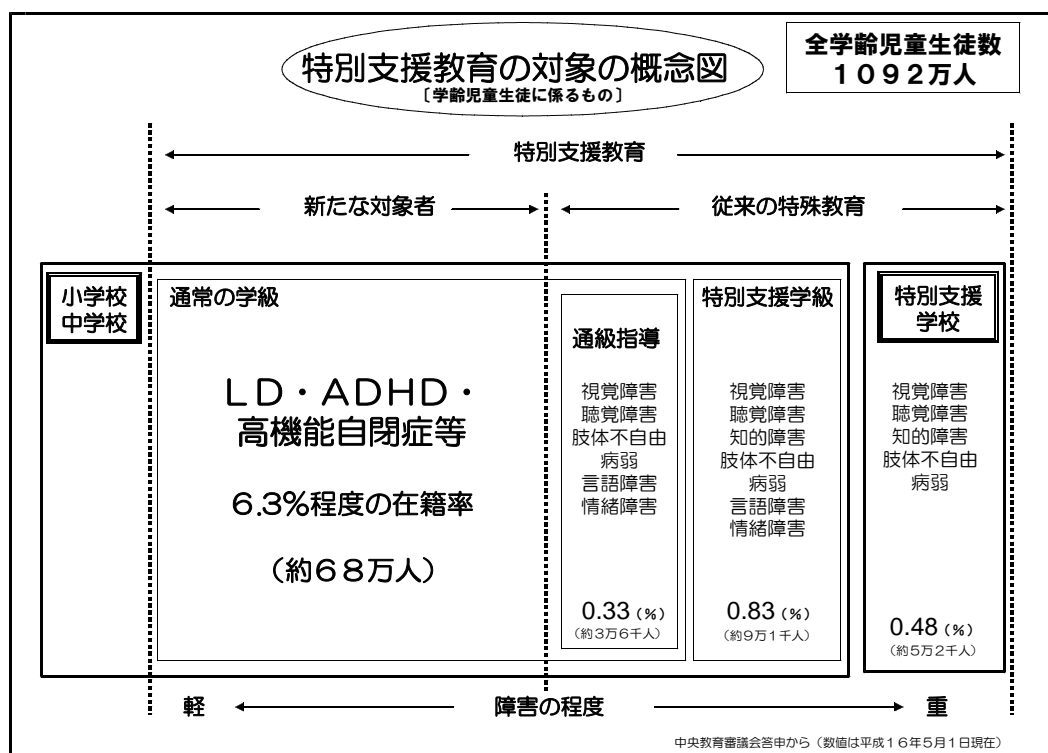 特別支援教育の対象の概念図
〔学齢児童生徒に係るもの〕
全学齢児童生徒数
1092万人
特別支援教育
新たな対象者
従来の特殊教育
小学校
中学校
通常の学級
LD・ADHD・
高機能自閉症等
6.3%程度の在籍率
(約68万人)
通級指導
視覚障害
聴覚障害
肢体不自由
病弱
言語障害
情緒障害
0.33(%)
(約3万6千人)
特別支援学級
視覚障害
聴覚障害
知的障害
肢体不自由
病弱
言語障害
情緒障害
0.83(%)
(約9万1千人)
特別支援
学校
視覚障害
聴覚障害
知的障害
肢体不自由
病弱
0.48(%)
(約5万2千人)
軽
障害の程度
重
中央教育審議会答申から(数値は平成16年5月1日現在)